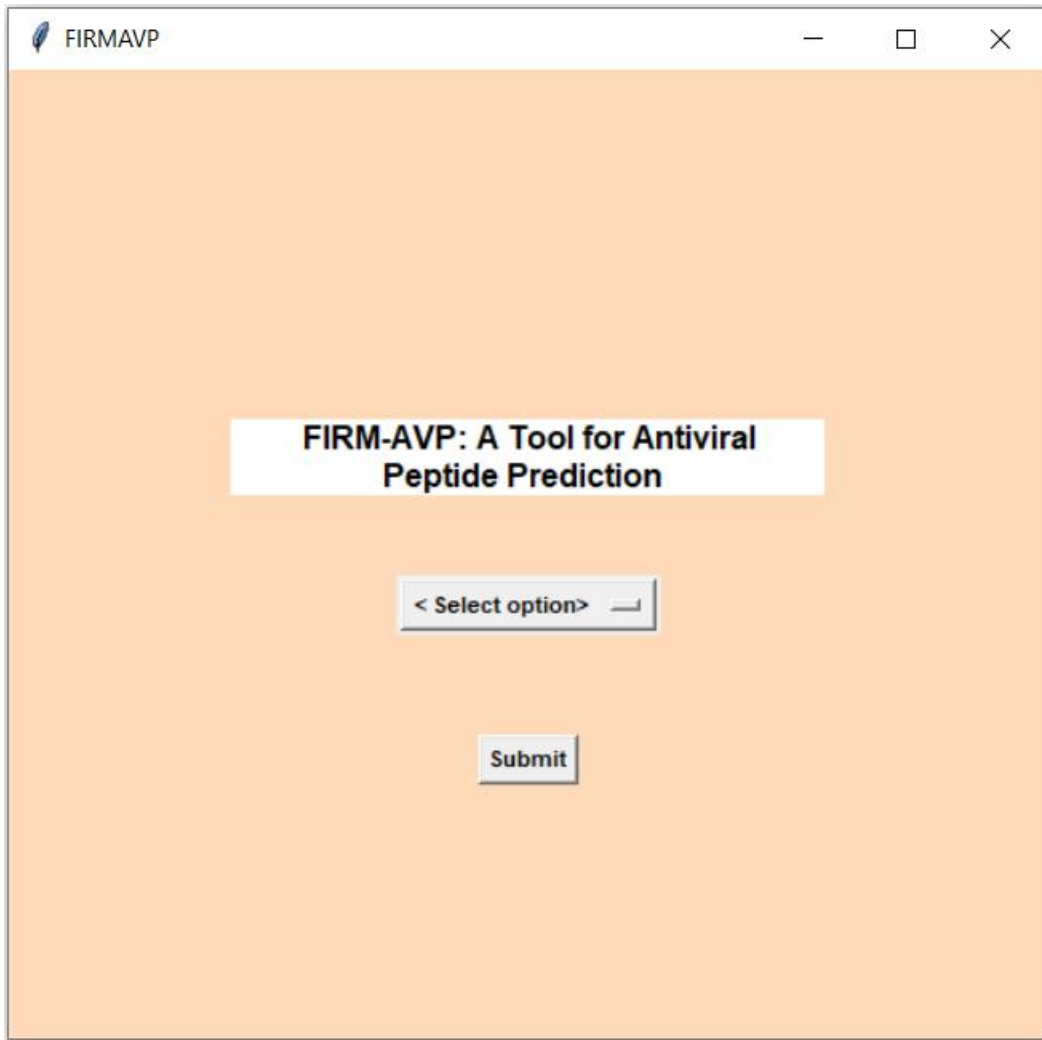 FIRMAVP
FIRM-AVP: A Tool for Antiviral
Peptide Prediction
< Select option>
Submit